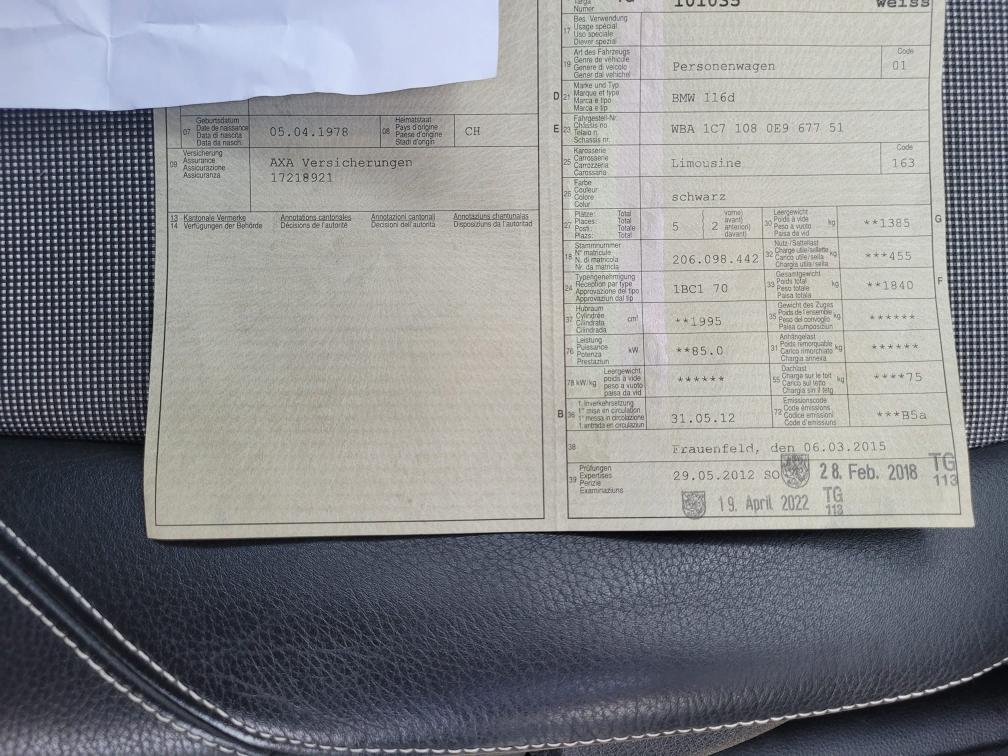 Targa
Numer
101035
weiss
17
Bes. Verwendung
Usage spécial
Uso speciale
Diever spezial
19
Art des Fahrzeugs
Genre de véhicule
Genere di veicolo
Gener dal vehichel
Personenwagen
Code
01
D 21
Marke und Typ
Marque et type
Marca e tipo
Marca e tip
BMW 116d
E 23
Fahrgestell-Nr.
Châssis no
Telaio n.
Schassis nr.
WBA 1C7 108 0E9 677 51
25
Karosserie
Carrosserie
Carrozzeria
Carossaria
Limousine
Code
163
26
Farbe
Couleur
Colore
Colur
schwarz
27
Plätze: Total
Places: Total
Posti: Totale
Plazs: Total
5
2
vorne)
avant)
anteriori)
davant)
30
Leergewicht
Poids à vide
Peso a vuoto
Paisa da vid
kg
**1385
G
18
Stammnummer
N° matricule
N. di matricola
Nr. da matricla
206.098.442
32
Nutz-/Sattellast
Charge utile/sellette
Carico utile/sella
Chargia utila/sella
kg
***455
24
Typengenehmigung
Réception par type
Approvazione del tipo
Approvaziun dal tip
1BC1 70
33
Gesamtgewicht
Poids total
Peso totale
Paisa totala
kg
**1840
F
37
Hubraum
Cylindrée
Cilindrata
Cilindrada
cm³
**1995
35
Gewicht des Zuges
Poids de l'ensemble
Peso del convoglio
Paisa cumposiziun
kg
******
76
Leistung
Puissance
Potenza
Prestaziun
kW
**85.0
31
Anhängelast
Poids remorquable
Carico rimorchiato
Chargia annexa
kg
******
78 kW/kg
Leergewicht
poids à vide
peso a vuoto
paisa da vid
******
55
Dachlast
Charge sur le toit
Carico sul tetto
Chargia sin il tetg
kg
****75
B 36
1. Inverkehrsetzung
1re mise en circulation
1a messa in circolazione
1. entrada en circulaziun
31.05.12
72
Emissionscode
Code émissions
Codice emissioni
Code d'emissiuns
***B5a
38
Frauenfeld, den 06.03.2015
39
Prüfungen
Expertises
Perizie
Examinaziuns
29.05.2012 SO
28. Feb. 2018
TG
113
19. April 2022
TG
113
07
Geburtsdatum
Date de naissance
Data di nascita
Data da nasch.
05.04.1978
08
Heimatstaat
Pays d'origine
Paese d'origine
Stadi d'origin
CH
09
Versicherung
Assurance
Assicurazione
Assicuranza
AXA Versicherungen
17218921
13 Kantonale Vermerke Annotations cantonales Annotazioni cantonali Annotaziuns chantunalas
14 Verfügungen der Behörde Décisions de l'autorité Decisioni dell'autorità Disposiziuns da l'autoritad